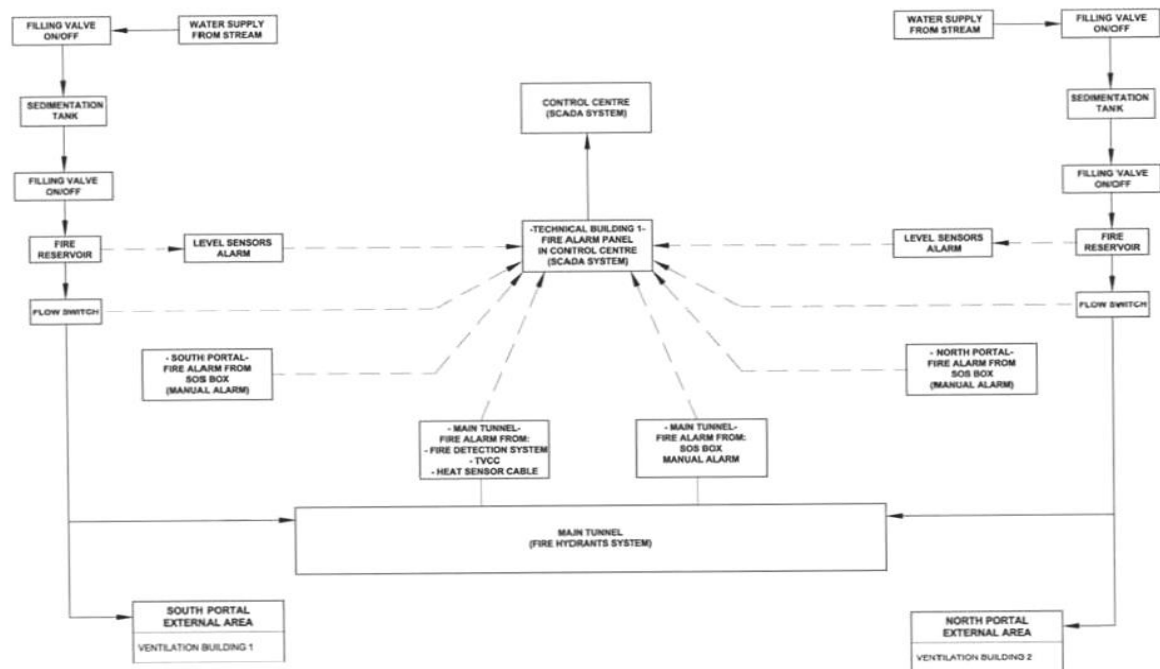 FILLING VALVE
ON/OFF
WATER SUPPLY
FROM STREAM
WATER SUPPLY
FROM STREAM
FILLING VALVE
ON/OFF
SEDIMENTATION
TANK
CONTROL CENTRE
(SCADA SYSTEM)
SEDIMENTATION
TANK
FILLING VALVE
ON/OFF
FILLING VALVE
ON/OFF
FIRE
RESERVOIR
LEVEL SENSORS
ALARM
-TECHNICAL BUILDING 1-
FIRE ALARM PANEL
IN CONTROL CENTRE
(SCADA SYSTEM)
LEVEL SENSORS
ALARM
FIRE
RESERVOIR
FLOW SWITCH
FLOW SWITCH
- SOUTH PORTAL-
FIRE ALARM FROM
SOS BOX
(MANUAL ALARM)
- NORTH PORTAL-
FIRE ALARM FROM
SOS BOX
(MANUAL ALARM)
- MAIN TUNNEL-
FIRE ALARM FROM:
- FIRE DETECTION SYSTEM
- TVCC
- HEAT SENSOR CABLE
- MAIN TUNNEL-
FIRE ALARM FROM:
SOS BOX
MANUAL ALARM
MAIN TUNNEL
(FIRE HYDRANTS SYSTEM)
SOUTH PORTAL
EXTERNAL AREA
VENTILATION BUILDING 1
NORTH PORTAL
EXTERNAL AREA
VENTILATION BUILDING 2